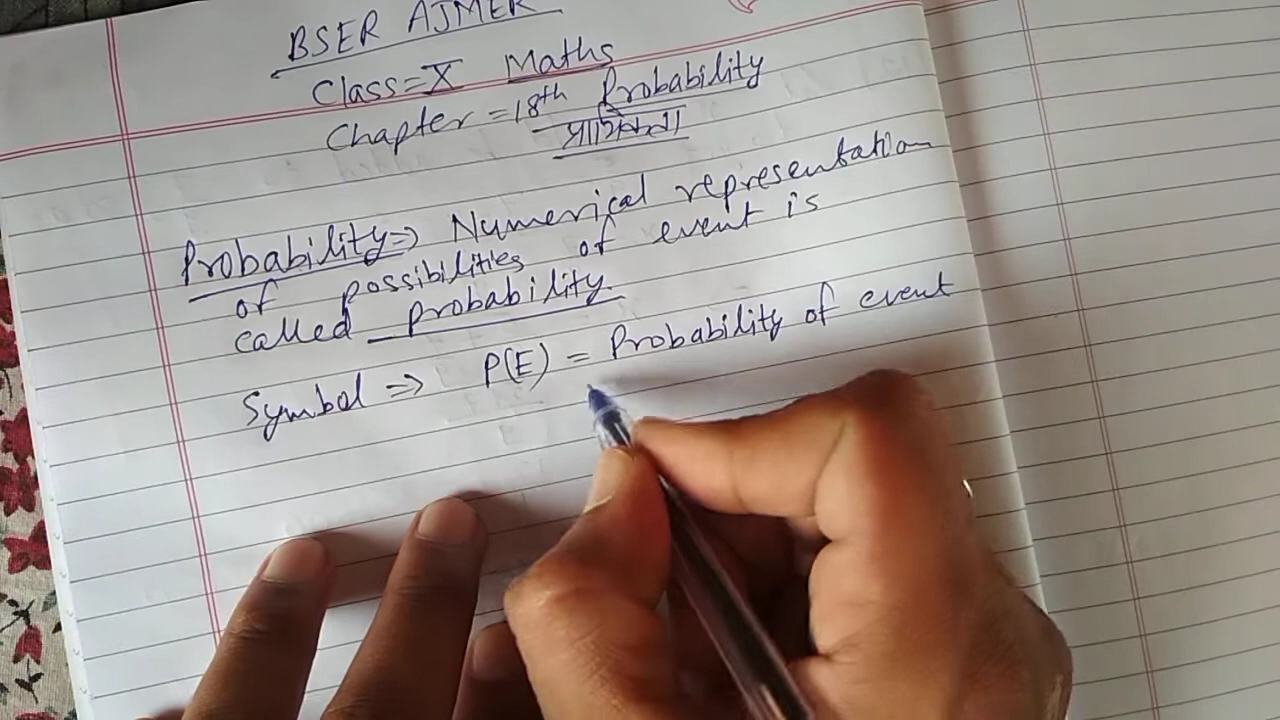 BSER AJMER
Class=X Maths
Chapter = 18th Probability
प्रायिकता
Probability=> Numerical representation
of possibilities of event is
called probability.
Symbol => P(E) = Probability of event